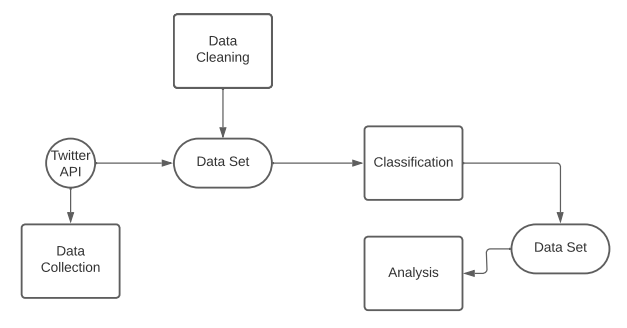 Data
Cleaning
Twitter
API
Data Set
Classification
Data
Collection
Data Set
Analysis